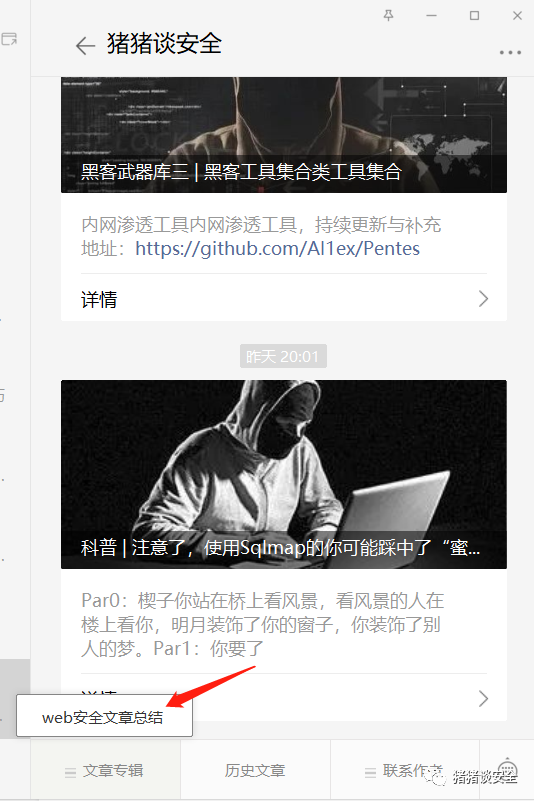 猪猪谈安全
黑客武器库三 | 黑客工具集合类工具集合
内网渗透工具内网渗透工具，持续更新与补充
地址：https://github.com/Al1ex/Pentes
详情
昨天 20:01
科普 | 注意了，使用Sqlmap的你可能踩中了“蜜...
Par0：楔子你站在桥上看风景，看风景的人在
楼上看你，明月装饰了你的窗子，你装饰了别
人的梦。Par1：你要了
详情
web安全文章总结
文章专辑
历史文章
联系作者
猪猪谈安全